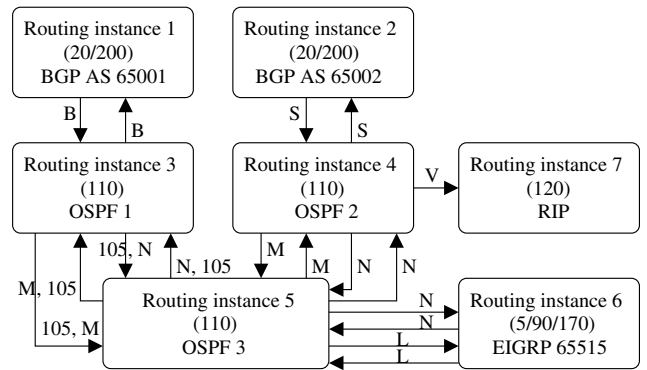 Routing instance 1
(20/200)
BGP AS 65001
Routing instance 2
(20/200)
BGP AS 65002
B
B
S
S
Routing instance 3
(110)
OSPF 1
Routing instance 4
(110)
OSPF 2
V
Routing instance 7
(120)
RIP
105, N
N, 105
M
M
N
N
M, 105
105, M
Routing instance 5
(110)
OSPF 3
N
N
L
L
Routing instance 6
(5/90/170)
EIGRP 65515